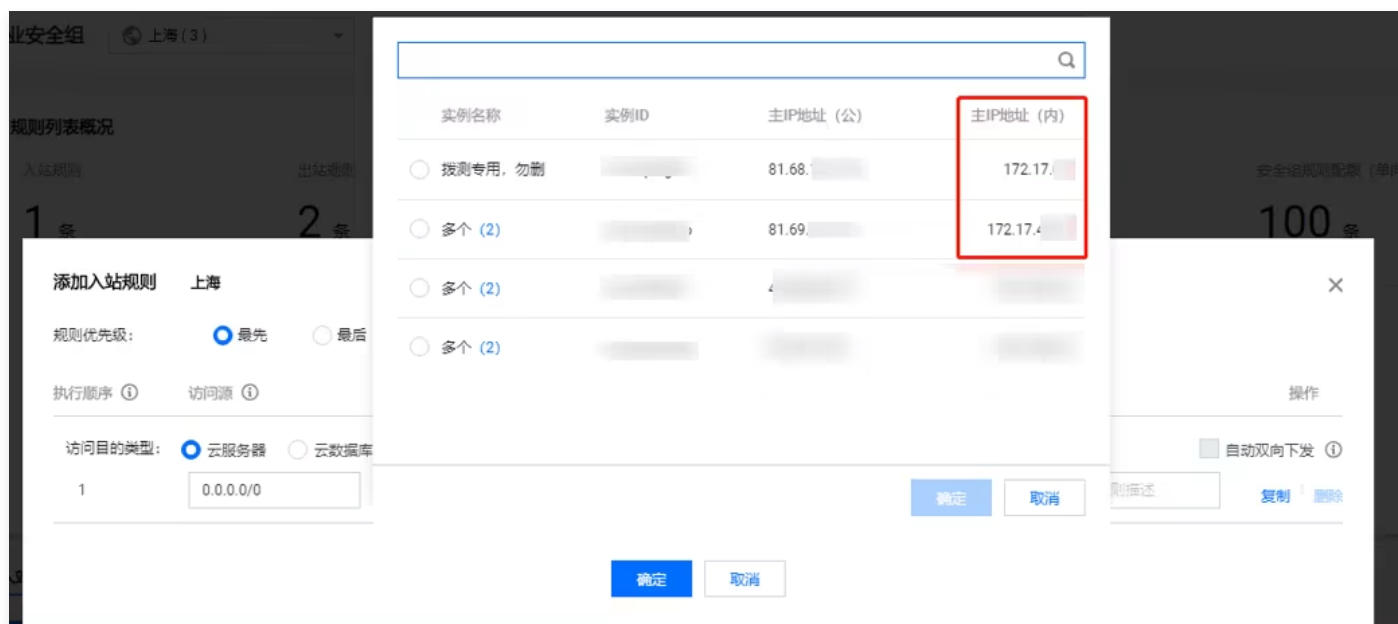 业安全组 上海 (3)
规则列表概况
入站规则 出站规则 安全组规则配额 (单向
1 条 2 条 100 条
实例名称 实例ID 主IP地址 (公) 主IP地址 (内)
拨测专用，勿删 81.68. 172.17.
多个 (2) 81.69. 172.17.4
多个 (2) 4
多个 (2)
确定 取消
添加入站规则 上海
规则优先级: 最先 最后
执行顺序 访问源 操作
访问目的类型: 云服务器 云数据库 自动双向下发
1 0.0.0.0/0 则描述 复制 删除
确定 取消